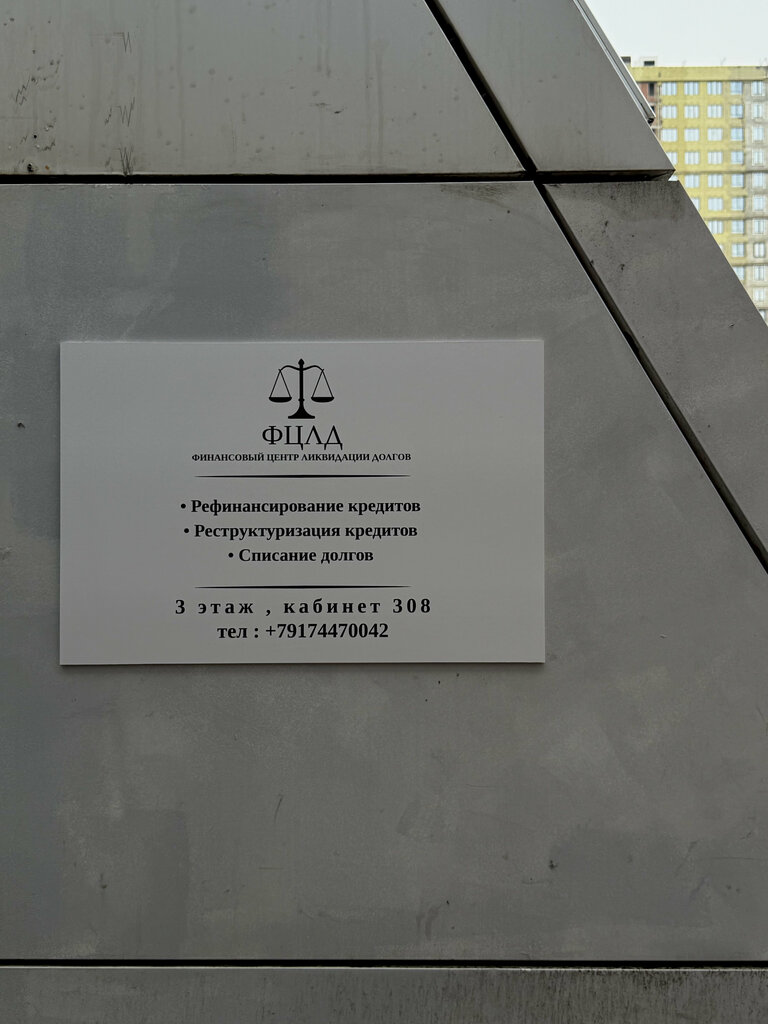 ФЦЛД
ФИНАНСОВЫЙ ЦЕНТР ЛИКВИДАЦИИ ДОЛГОВ
• Рефинансирование кредитов
• Реструктуризация кредитов
• Списание долгов
3 этаж , кабинет 308
тел : +79174470042